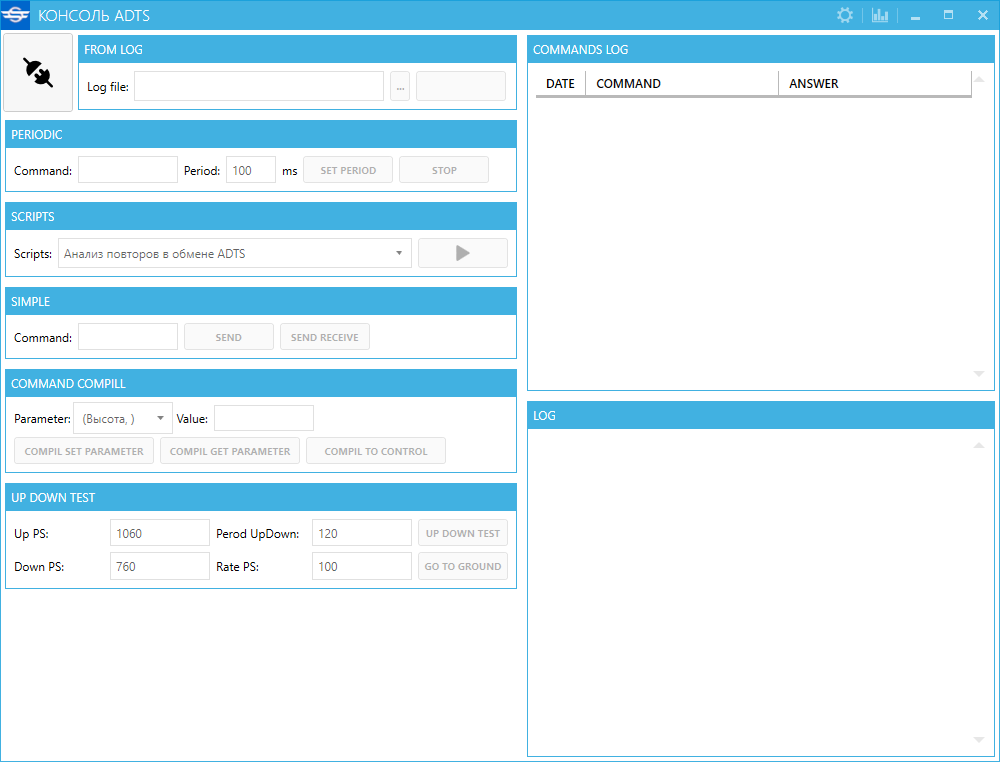 КОНСОЛЬ ADTS
FROM LOG
Log file:
...
PERIODIC
Command: Period: 100 ms SET PERIOD STOP
SCRIPTS
Scripts: Анализ повторов в обмене ADTS
SIMPLE
Command: SEND SEND RECEIVE
COMMAND COMPILL
Parameter: (Высота, ) Value:
COMPIL SET PARAMETER COMPIL GET PARAMETER COMPIL TO CONTROL
UP DOWN TEST
Up PS: 1060 Perod UpDown: 120 UP DOWN TEST
Down PS: 760 Rate PS: 100 GO TO GROUND
COMMANDS LOG
DATE COMMAND ANSWER
LOG